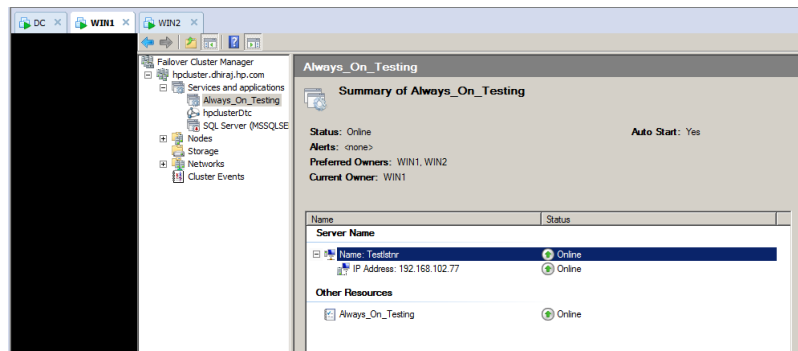 DC
WIN1
WIN2
Failover Cluster Manager
hpcluster.dhiraj.hp.com
Services and applications
Always_On_Testing
hpclusterDtc
SQL Server (MSSQLSE
Nodes
Storage
Networks
Cluster Events
Always_On_Testing
Summary of Always_On_Testing
Status: Online
Auto Start: Yes
Alerts: <none>
Preferred Owners: WIN1, WIN2
Current Owner: WIN1
Name Status
Server Name
Name: Testlstnr Online
IP Address: 192.168.102.77 Online
Other Resources
Always_On_Testing Online